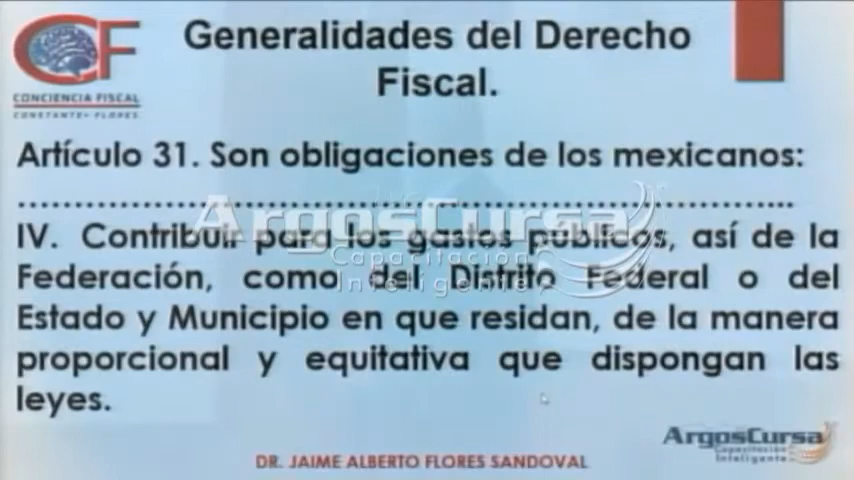 CF
CONCIENCIA FISCAL
CONSTANTE + FLORES
Generalidades del Derecho
Fiscal.
Artículo 31. Son obligaciones de los mexicanos:
................................................................................
ArgosCursa
Capacitación
Inteligente
IV. Contribuir para los gastos públicos, así de la
Federación, como del Distrito Federal o del
Estado y Municipio en que residan, de la manera
proporcional y equitativa que dispongan las
leyes.
ArgosCursa
Capacitación
Inteligente
DR. JAIME ALBERTO FLORES SANDOVAL